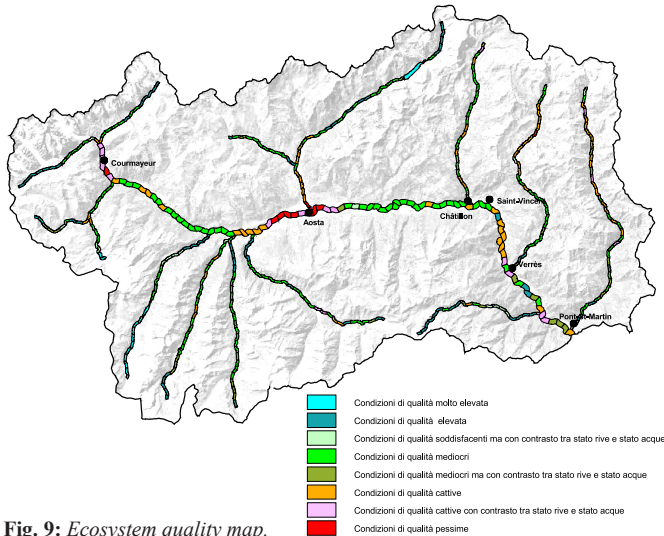 Courmayeur
Aosta
Châtillon
Saint-Vincent
Verrès
Pont-St-Martin
Condizioni di qualità molto elevata
Condizioni di qualità elevata
Condizioni di qualità soddisfacenti ma con contrasto tra stato rive e stato acque
Condizioni di qualità mediocri
Condizioni di qualità mediocri ma con contrasto tra stato rive e stato acque
Condizioni di qualità cattive
Condizioni di qualità cattive con contrasto tra stato rive e stato acque
Condizioni di qualità pessime
Fig. 9: Ecosystem quality map.